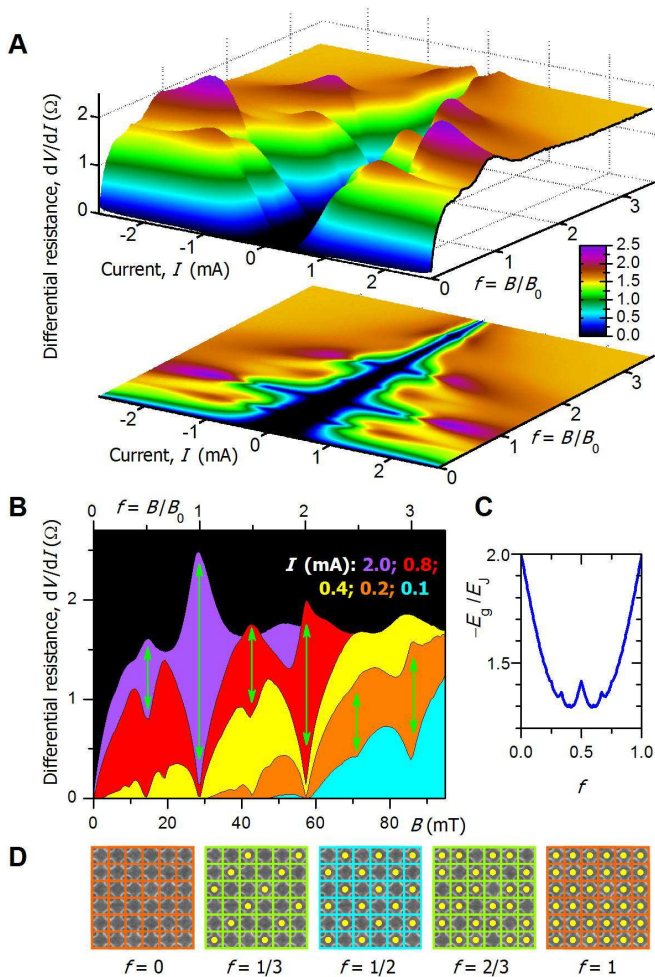 A
Differential resistance, dV/dI (Ω)
2
1
0
-2
-1
0
1
2
Current, I (mA)
0
1
2
3
f = B/B0
2.5
2.0
1.5
1.0
0.5
0.0
-2
-1
0
1
2
Current, I (mA)
0
1
2
3
f = B/B0
B
f = B/B0
0 1 2 3
Differential resistance, dV/dI (Ω)
I (mA): 2.0; 0.8;
0.4; 0.2; 0.1
2
1
0
0 20 40 60 B (mT)
C
-Eg/EJ
2.0
1.4
0.0 0.5 1.0
f
D
f = 0 f = 1/3 f = 1/2 f = 2/3 f = 1